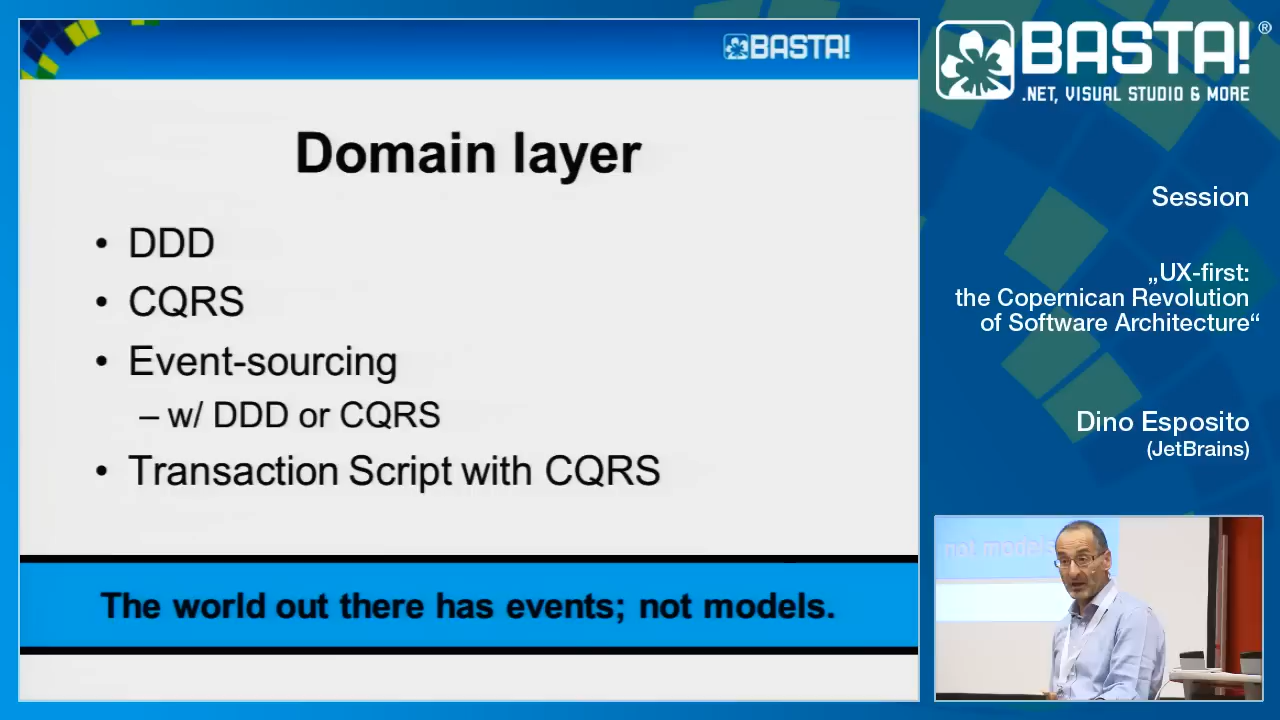 BASTA!
Domain layer
• DDD
• CQRS
• Event-sourcing
– w/ DDD or CQRS
• Transaction Script with CQRS
The world out there has events; not models.
BASTA!®
.NET, VISUAL STUDIO & MORE
Session
„UX-first:
the Copernican Revolution
of Software Architecture“
Dino Esposito
(JetBrains)
not models